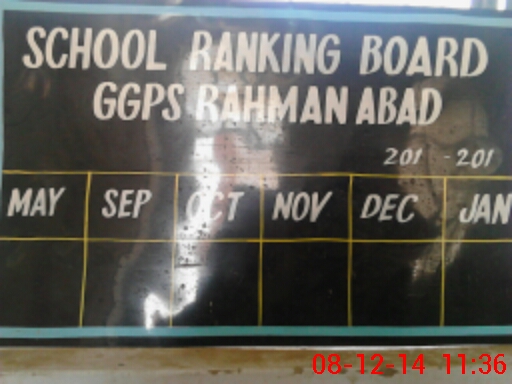 SCHOOL RANKING BOARD
GGPS RAHMAN ABAD
201 - 201
MAY SEP OCT NOV DEC JAN
08-12-14 11:36